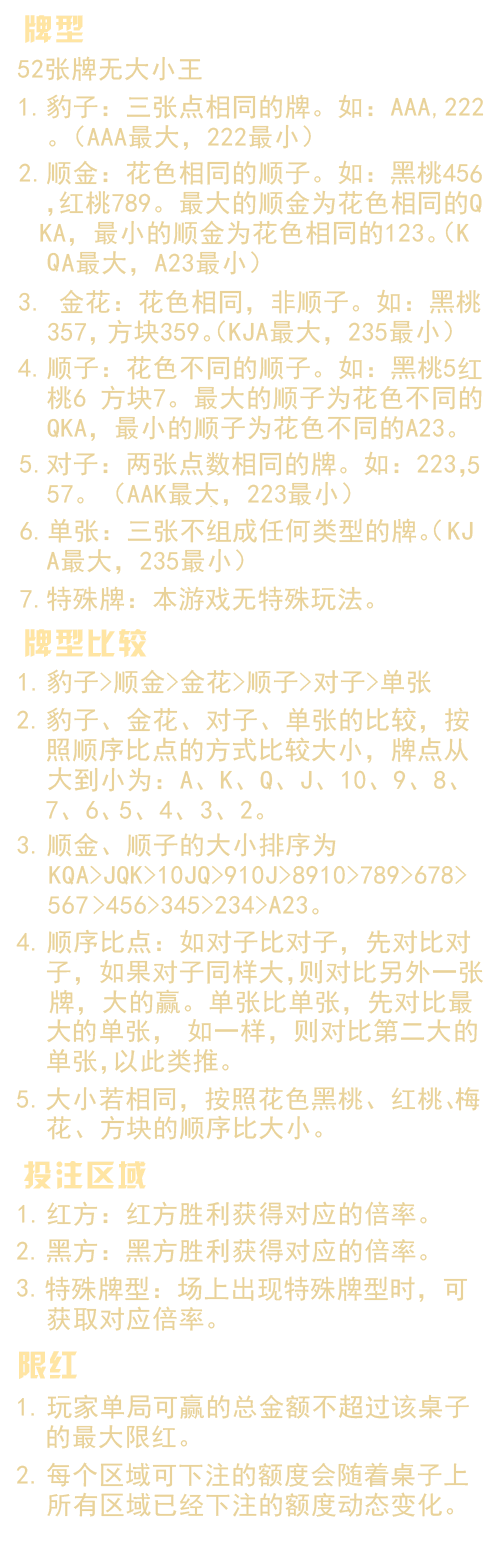 牌型
52张牌无大小王
1. 豹子：三张点相同的牌。如：AAA,222
。（AAA最大，222最小）
2. 顺金：花色相同的顺子。如：黑桃456
,红桃789。最大的顺金为花色相同的Q
KA，最小的顺金为花色相同的123。（K
QA最大，A23最小）
3. 金花：花色相同，非顺子。如：黑桃
357，方块359。（KJA最大，235最小）
4. 顺子：花色不同的顺子。如：黑桃5红
桃6 方块7。最大的顺子为花色不同的
QKA，最小的顺子为花色不同的A23。
5. 对子：两张点数相同的牌。如：223,5
57。（AAK最大，223最小）
6. 单张：三张不组成任何类型的牌。（KJ
A最大，235最小）
7. 特殊牌：本游戏无特殊玩法。
牌型比较
1. 豹子>顺金>金花>顺子>对子>单张
2. 豹子、金花、对子、单张的比较，按
照顺序比点的方式比较大小，牌点从
大到小为：A、K、Q、J、10、9、8、
7、6、5、4、3、2。
3. 顺金、顺子的大小排序为
KQA>JQK>10JQ>910J>8910>789>678>
567>456>345>234>A23。
4. 顺序比点：如对子比对子，先对比对
子，如果对子同样大,则对比另外一张
牌，大的赢。单张比单张，先对比最
大的单张， 如一样，则对比第二大的
单张,以此类推。
5. 大小若相同，按照花色黑桃、红桃、梅
花、方块的顺序比大小。
投注区域
1. 红方：红方胜利获得对应的倍率。
2. 黑方：黑方胜利获得对应的倍率。
3. 特殊牌型：场上出现特殊牌型时，可
获取对应倍率。
限红
1. 玩家单局可赢的总金额不超过该桌子
的最大限红。
2. 每个区域可下注的额度会随着桌子上
所有区域已经下注的额度动态变化。